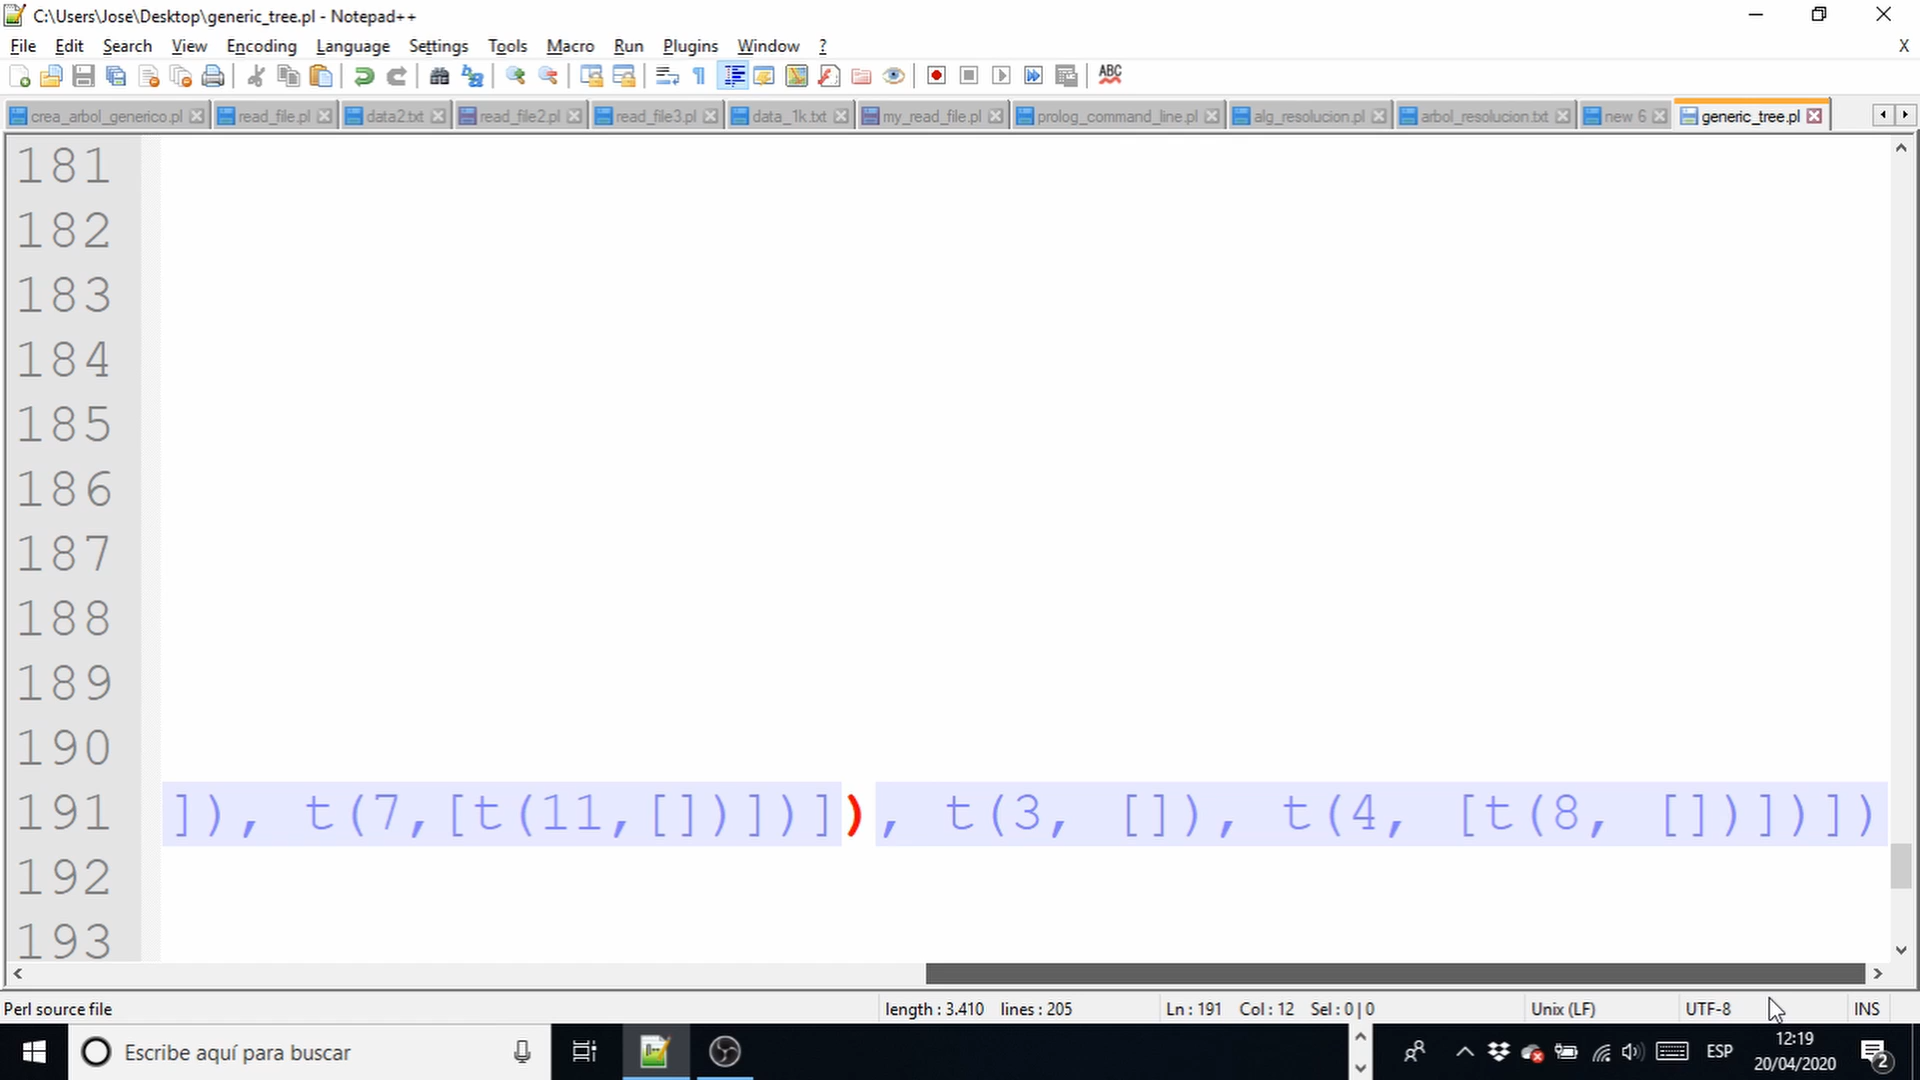 C:\Users\Jose\Desktop\generic_tree.pl - Notepad++
File Edit Search View Encoding Language Settings Tools Macro Run Plugins Window ? X
ABC
crea_arbol_generico.pl read_file.pl data2.txt read_file2.pl read_file3.pl data_1k.txt my_read_file.pl prolog_command_line.pl alg_resolucion.pl arbol_resolucion.txt new 6 generic_tree.pl
181
182
183
184
185
186
187
188
189
190
191 ]), t(7,[t(11,[])])]), t(3, []), t(4, [t(8, [])])])
192
193
Perl source file length : 3.410 lines : 205 Ln : 191 Col : 12 Sel : 0 | 0 Unix (LF) UTF-8 INS
Escribe aquí para buscar ESP 12:19
20/04/2020 2